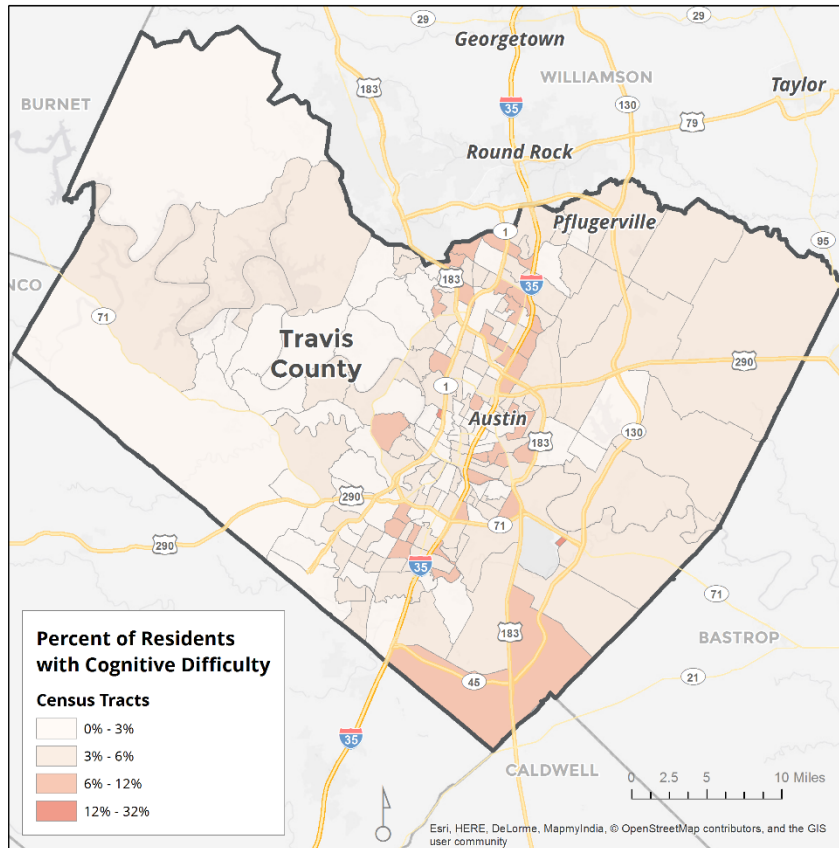 29
29
Georgetown
WILLIAMSON
Taylor
BURNET
183
35
130
79
Round Rock
Pflugerville
1
95
183
35
NCO
71
Travis
County
290
1
Austin
183
130
290
71
290
35
71
183
BASTROP
45
21
35
CALDWELL
Percent of Residents
with Cognitive Difficulty
Census Tracts
0% - 3%
3% - 6%
6% - 12%
12% - 32%
0 2.5 5 10 Miles
Esri, HERE, DeLorme, MapmyIndia, © OpenStreetMap contributors, and the GIS
user community